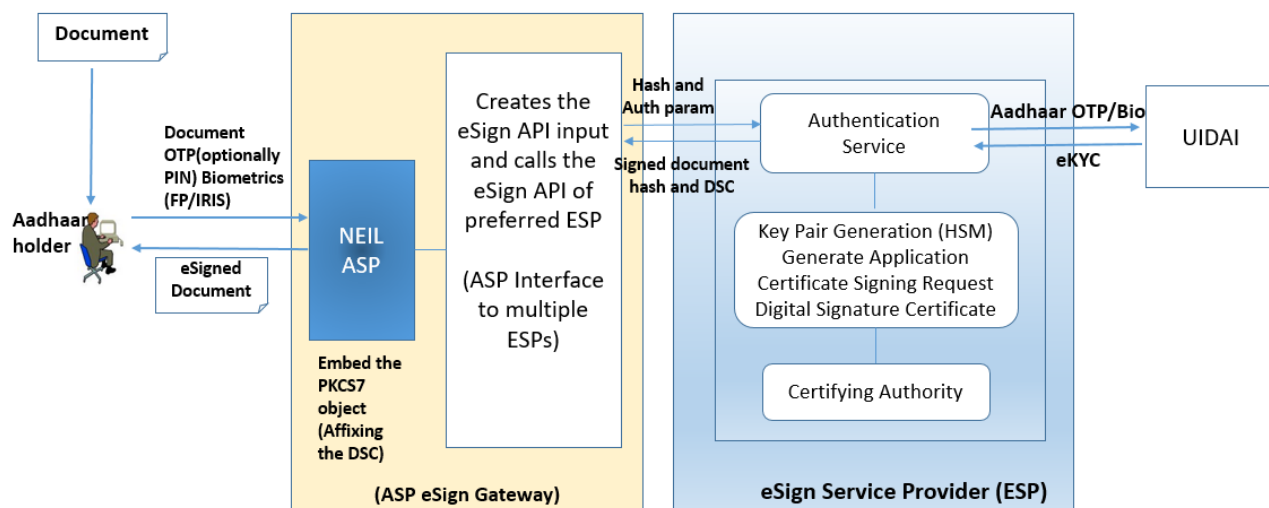 Document
Aadhaar
holder
Document
OTP(optionally
PIN) Biometrics
(FP/IRIS)
eSigned
Document
NEIL
ASP
Embed the
PKCS7
object
(Affixing
the DSC)
Creates the
eSign API input
and calls the
eSign API of
preferred ESP
(ASP Interface
to multiple
ESPs)
(ASP eSign Gateway)
Hash and
Auth param
Signed document
hash and DSC
Authentication
Service
Key Pair Generation (HSM)
Generate Application
Certificate Signing Request
Digital Signature Certificate
Certifying Authority
eSign Service Provider (ESP)
Aadhaar OTP/Bio
eKYC
UIDAI